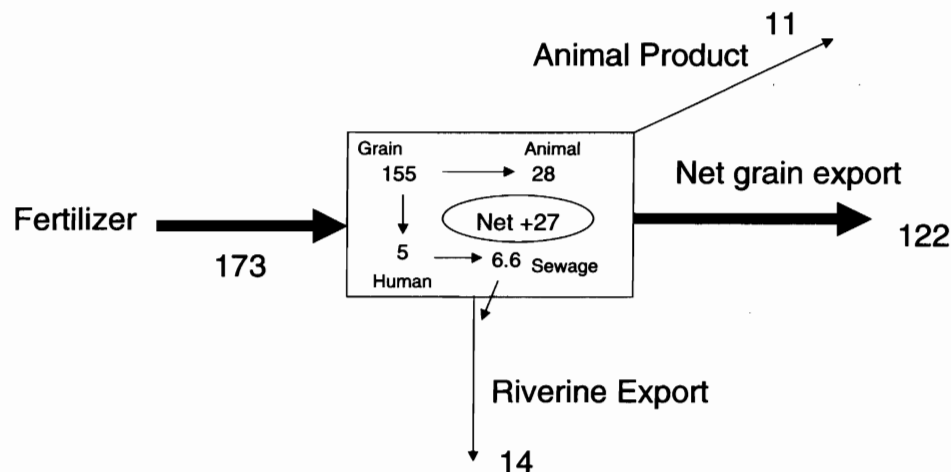 11
Animal Product
Grain
Animal
155
28
Net grain export
Fertilizer
Net +27
122
173
5
6.6 Sewage
Human
Riverine Export
14